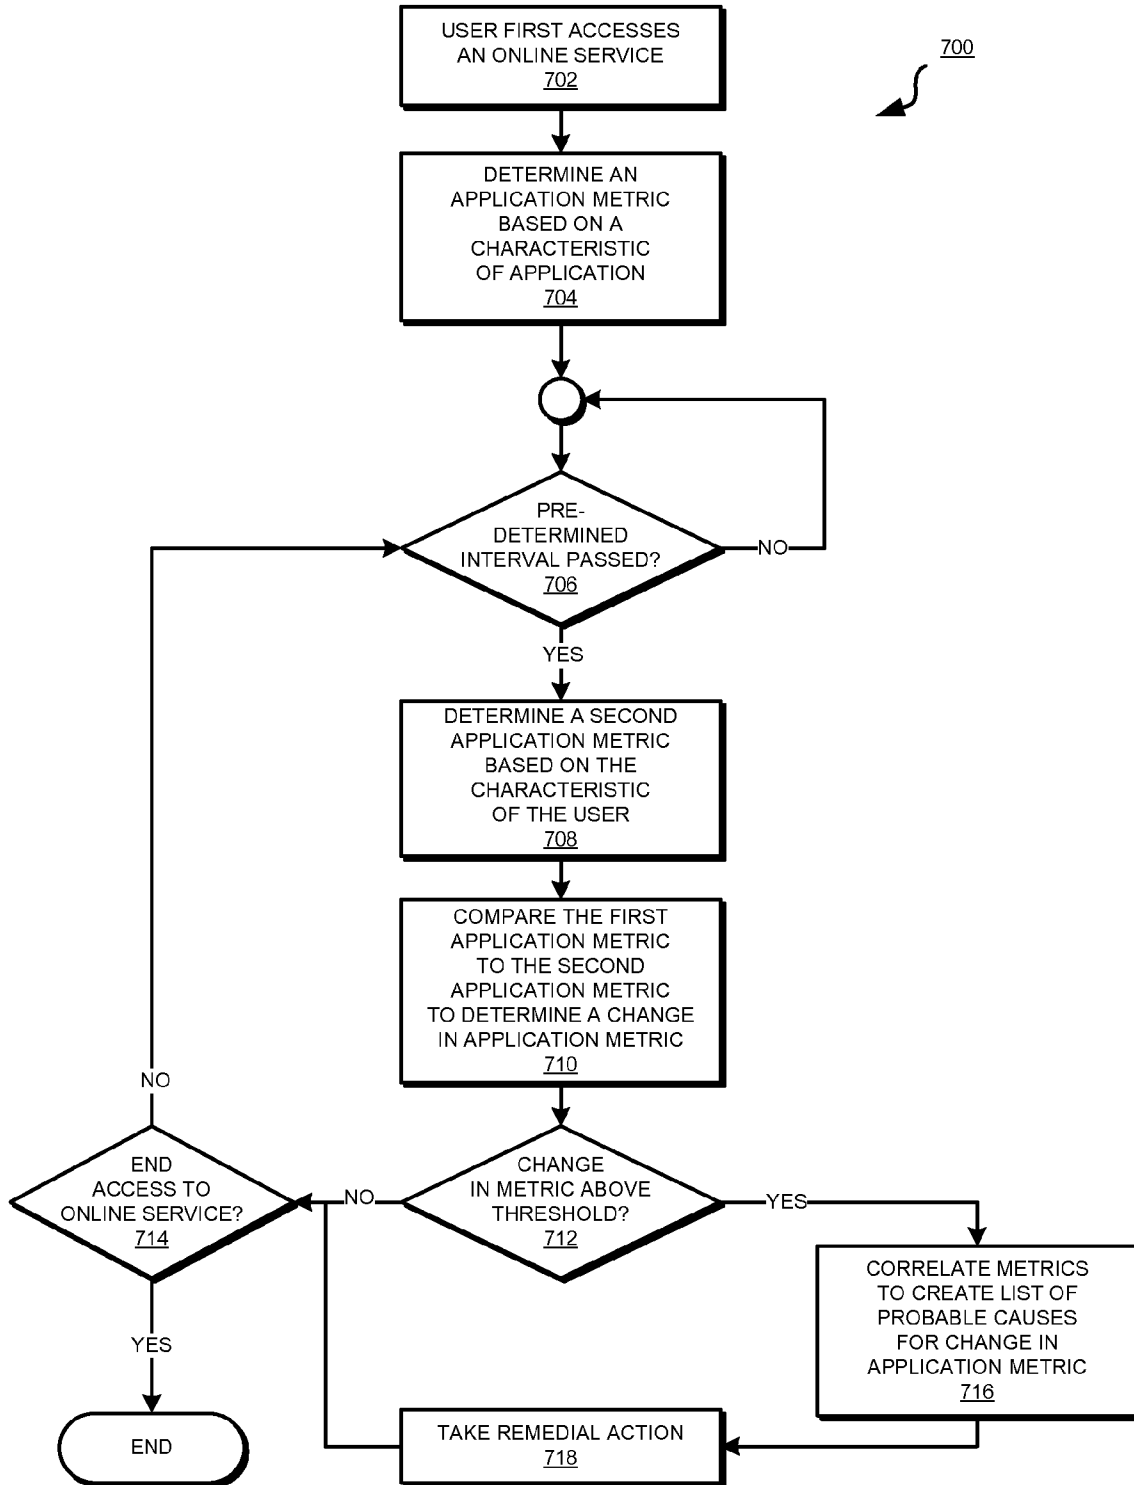 USER FIRST ACCESSES
AN ONLINE SERVICE
702
700
DETERMINE AN
APPLICATION METRIC
BASED ON A
CHARACTERISTIC
OF APPLICATION
704
PRE-
DETERMINED
INTERVAL PASSED?
706
NO
YES
DETERMINE A SECOND
APPLICATION METRIC
BASED ON THE
CHARACTERISTIC
OF THE USER
708
COMPARE THE FIRST
APPLICATION METRIC
TO THE SECOND
APPLICATION METRIC
TO DETERMINE A CHANGE
IN APPLICATION METRIC
710
CHANGE
IN METRIC ABOVE
THRESHOLD?
712
NO
YES
END
ACCESS TO
ONLINE SERVICE?
714
NO
YES
END
CORRELATE METRICS
TO CREATE LIST OF
PROBABLE CAUSES
FOR CHANGE IN
APPLICATION METRIC
716
TAKE REMEDIAL ACTION
718